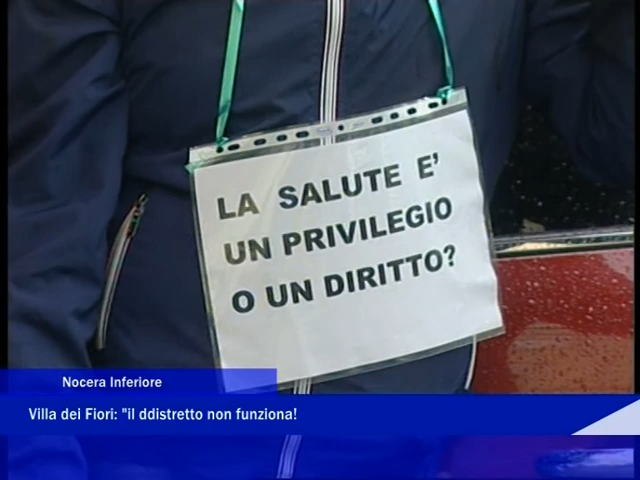 LA SALUTE E'
UN PRIVILEGIO
O UN DIRITTO?
Nocera Inferiore
Villa dei Fiori: "il ddistretto non funziona!